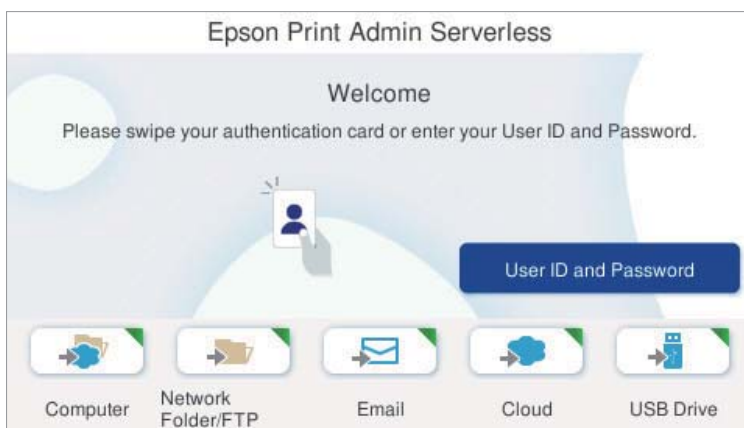 Epson Print Admin Serverless
Welcome
Please swipe your authentication card or enter your User ID and Password.
User ID and Password
Computer
Network
Folder/FTP
Email
Cloud
USB Drive